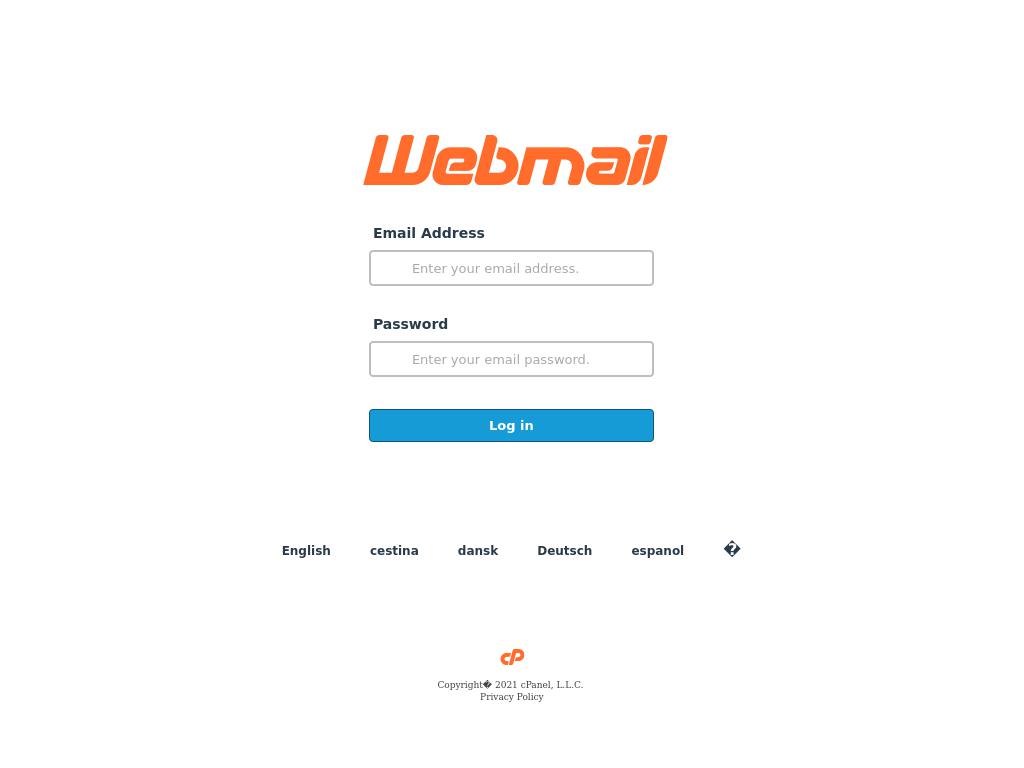 Webmail
Email Address
Enter your email address.
Password
Enter your email password.
Log in
English cestina dansk Deutsch espanol �
cP
Copyright� 2021 cPanel, L.L.C.
Privacy Policy